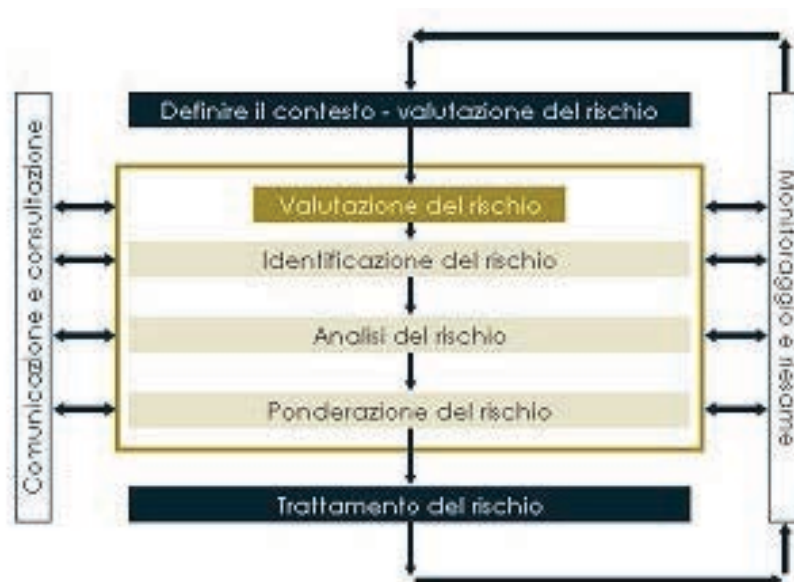 Definire il contesto - valutazione del rischio
Comunicazione e consultazione
Valutazione del rischio
Identificazione del rischio
Analisi del rischio
Ponderazione del rischio
Monitoraggio e riesame
Trattamento del rischio